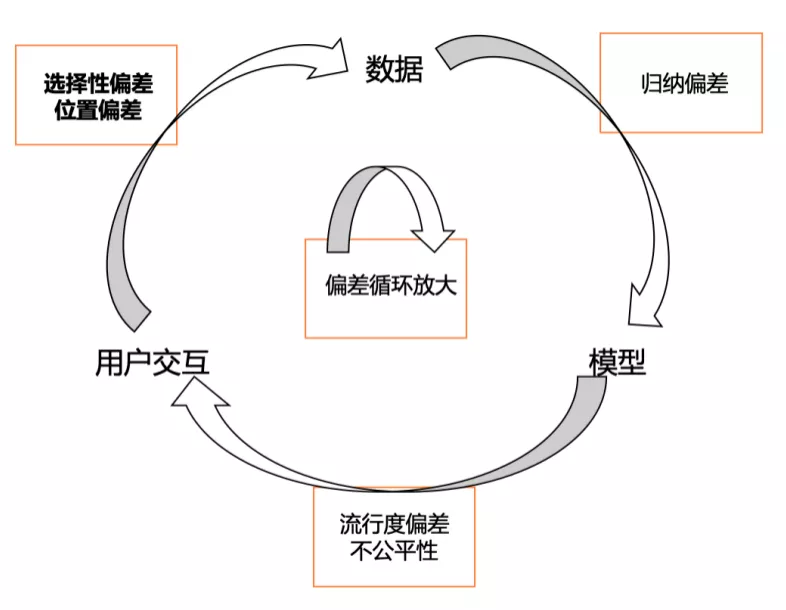 选择性偏差
位置偏差
数据
归纳偏差
偏差循环放大
用户交互
模型
流行度偏差
不公平性